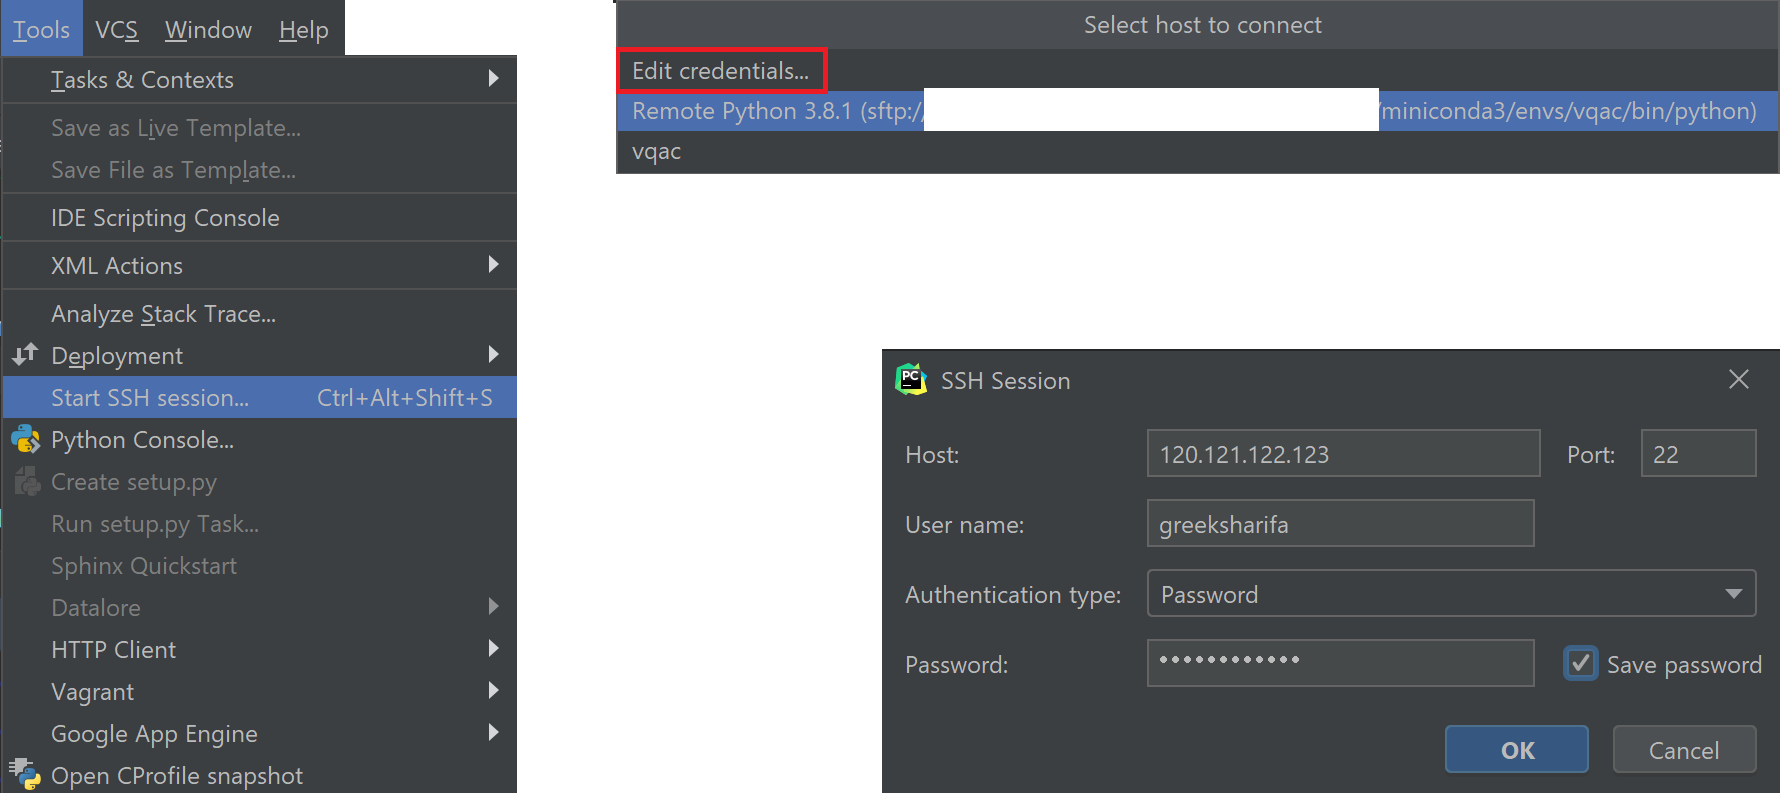 Tools VCS Window Help
Tasks & Contexts
Save as Live Template...
Save File as Template...
IDE Scripting Console
XML Actions
Analyze Stack Trace...
Deployment
Start SSH session... Ctrl+Alt+Shift+S
Python Console...
Create setup.py
Run setup.py Task...
Sphinx Quickstart
Datalore
HTTP Client
Vagrant
Google App Engine
Open CProfile snapshot
Select host to connect
Edit credentials...
Remote Python 3.8.1 (sftp:// /miniconda3/envs/vqac/bin/python)
vqac
PC
SSH Session
Host: 120.121.122.123 Port: 22
User name: greeksharifa
Authentication type: Password
Password: •••••••••••• Save password
OK Cancel